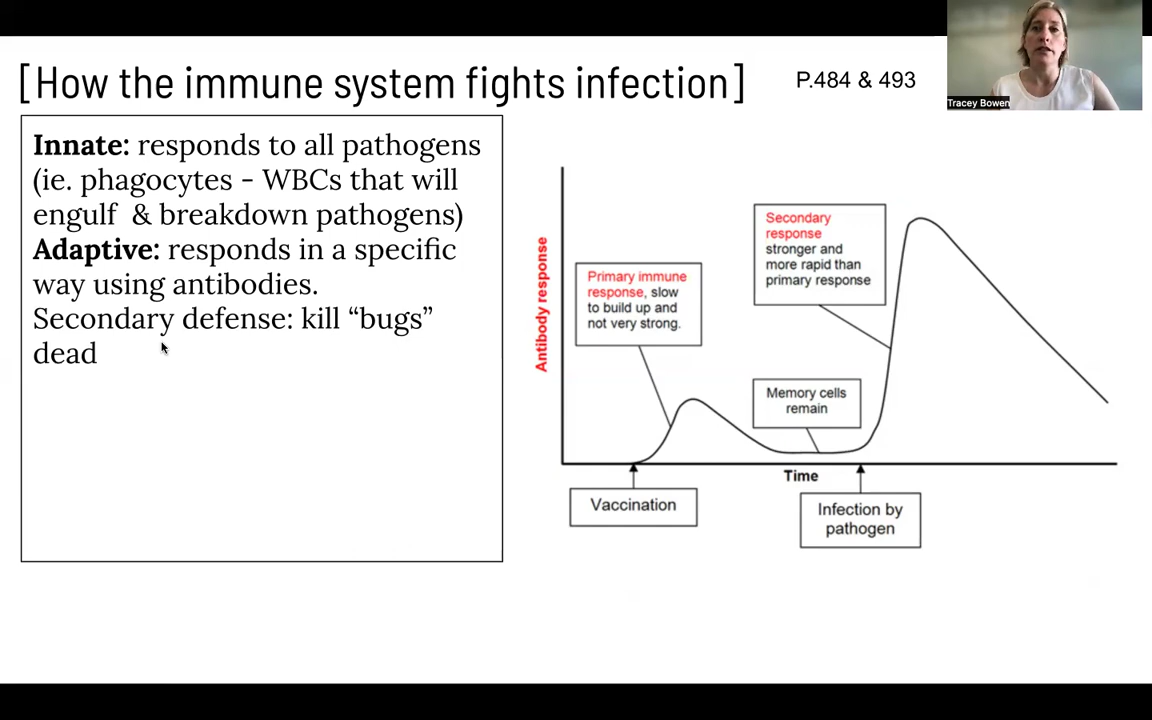 [How the immune system fights infection]
P.484 & 493
Tracey Bowen
Innate: responds to all pathogens
(ie. phagocytes - WBCs that will
engulf  & breakdown pathogens)
Adaptive: responds in a specific
way using antibodies.
Secondary defense: kill “bugs”
dead
Antibody response
Primary immune
response, slow
to build up and
not very strong.
Secondary
response
stronger and
more rapid than
primary response
Memory cells
remain
Time
Vaccination
Infection by
pathogen